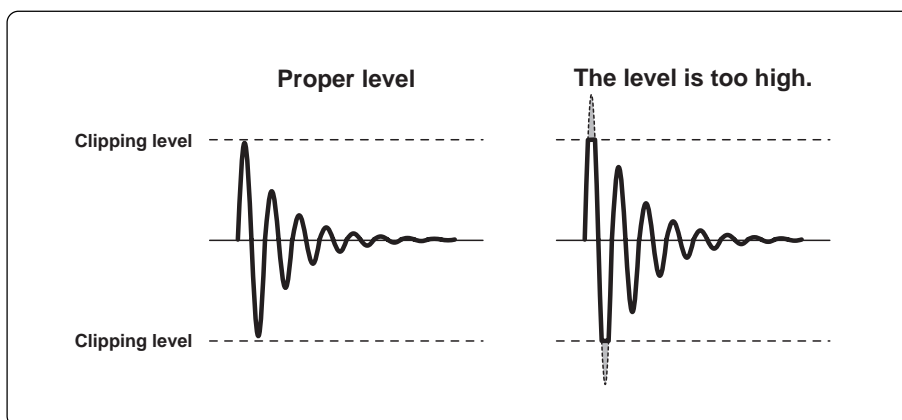 Proper level
The level is too high.
Clipping level
Clipping level